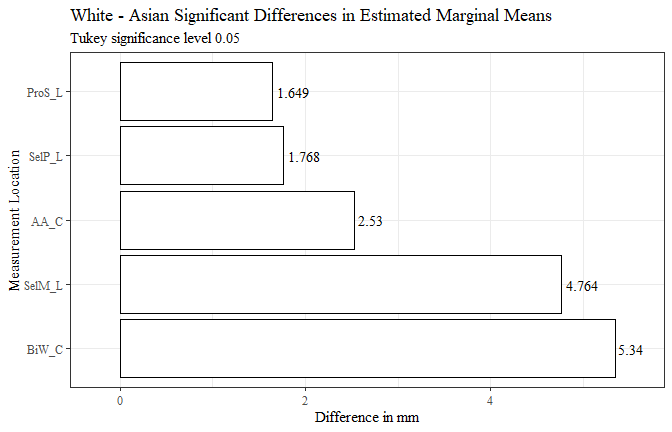 White - Asian Significant Differences in Estimated Marginal Means
Tukey significance level 0.05
Measurement Location
ProS_L
1.649
SelP_L
1.768
AA_C
2.53
SelM_L
4.764
BiW_C
5.34
0
2
4
Difference in mm